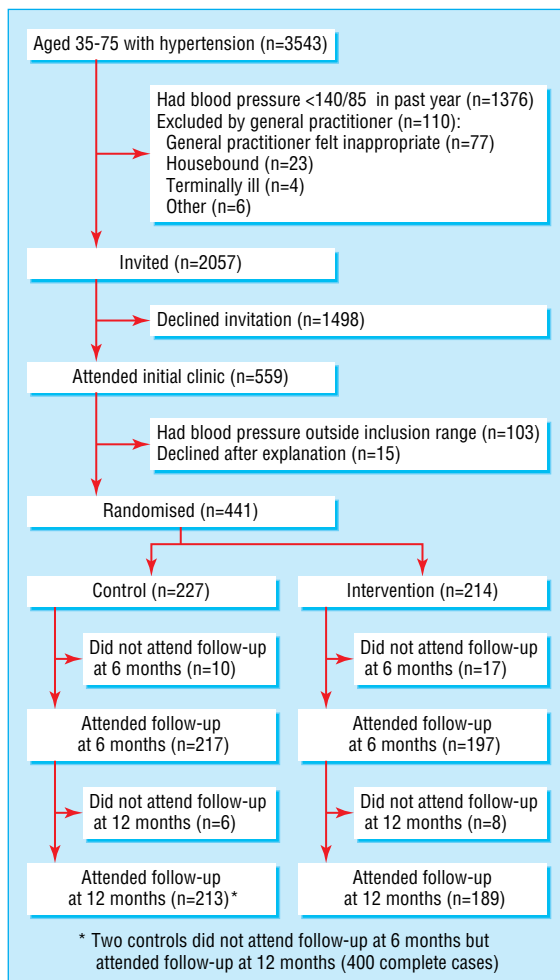 Aged 35-75 with hypertension (n=3543)
Had blood pressure <140/85 in past year (n=1376)
Excluded by general practitioner (n=110):
General practitioner felt inappropriate (n=77)
Housebound (n=23)
Terminally ill (n=4)
Other (n=6)
Invited (n=2057)
Declined invitation (n=1498)
Attended initial clinic (n=559)
Had blood pressure outside inclusion range (n=103)
Declined after explanation (n=15)
Randomised (n=441)
Control (n=227)
Intervention (n=214)
Did not attend follow-up
at 6 months (n=10)
Did not attend follow-up
at 6 months (n=17)
Attended follow-up
at 6 months (n=217)
Attended follow-up
at 6 months (n=197)
Did not attend follow-up
at 12 months (n=6)
Did not attend follow-up
at 12 months (n=8)
Attended follow-up
at 12 months (n=213)*
Attended follow-up
at 12 months (n=189)
* Two controls did not attend follow-up at 6 months but
attended follow-up at 12 months (400 complete cases)